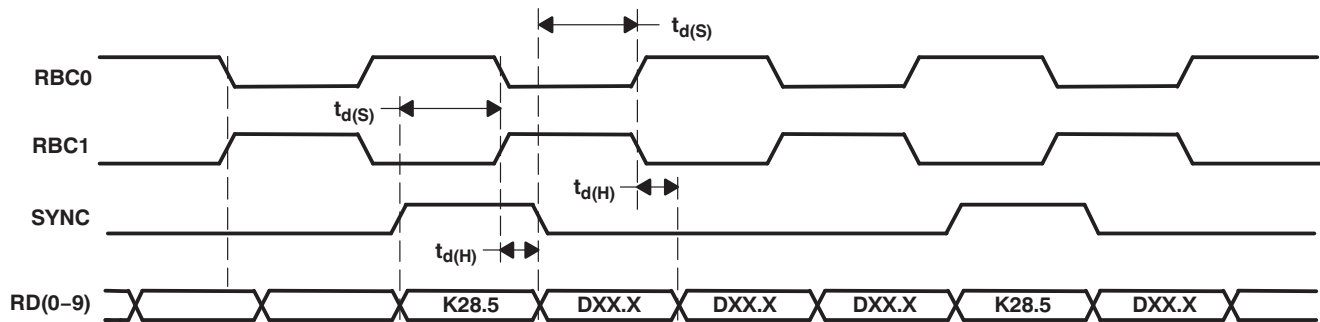 t_d(S)
RBC0
t_d(S)
RBC1
t_d(H)
SYNC
t_d(H)
RD(0–9) K28.5 DXX.X DXX.X DXX.X K28.5 DXX.X